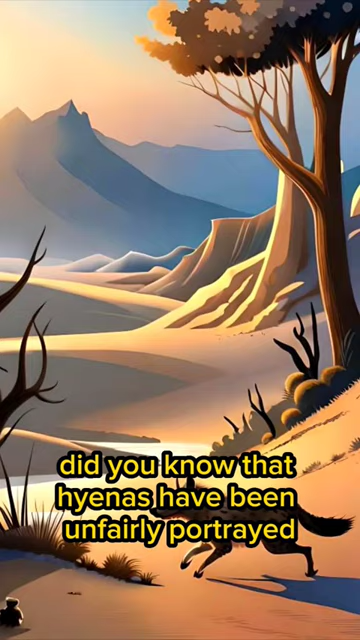 did you know that
hyenas have been
unfairly portrayed